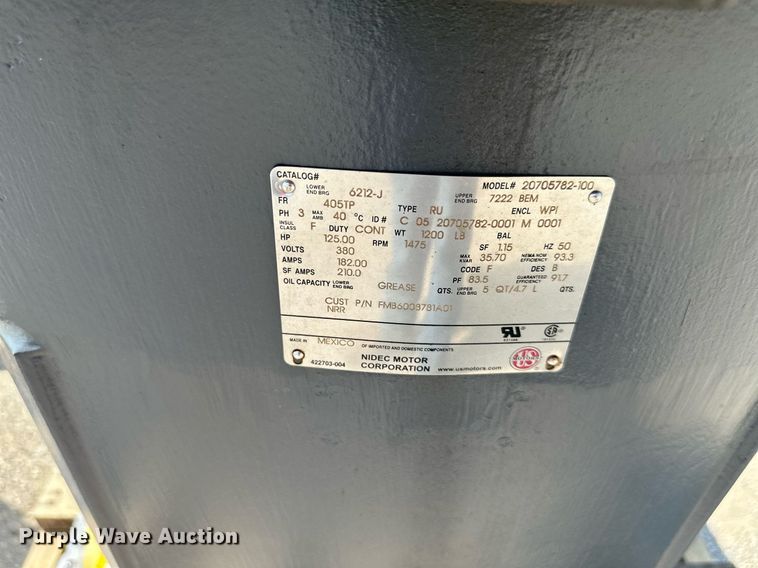 CATALOG# MODEL# 20705782-100
LOWER END BRG 6212-J UPPER END BRG 7222 BEM
FR 405TP TYPE RU ENCL WPI
PH 3 MAX AMB 40 °C ID# C 05 20705782-0001 M 0001
INSUL CLASS F DUTY CONT WT 1200 LB BAL
HP 125.00 RPM 1475 SF 1.15 HZ 50
VOLTS 380 MAX KVAR 35.70 NEMA NOM EFFICIENCY 93.3
AMPS 182.00 CODE F DES B
SF AMPS 210.0 PF 83.5 GUARANTEED EFFICIENCY 91.7
OIL CAPACITY LOWER END BRG GREASE QTS. UPPER END BRG 5 QT/4.7 L QTS.
CUST P/N FMB6008781A01
NRR
MADE IN MEXICO OF IMPORTED AND DOMESTIC COMPONENTS
422703-004 NIDEC MOTOR CORPORATION www.usmotors.com
US MOTORS
Purple Wave Auction